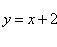 y = x + 2